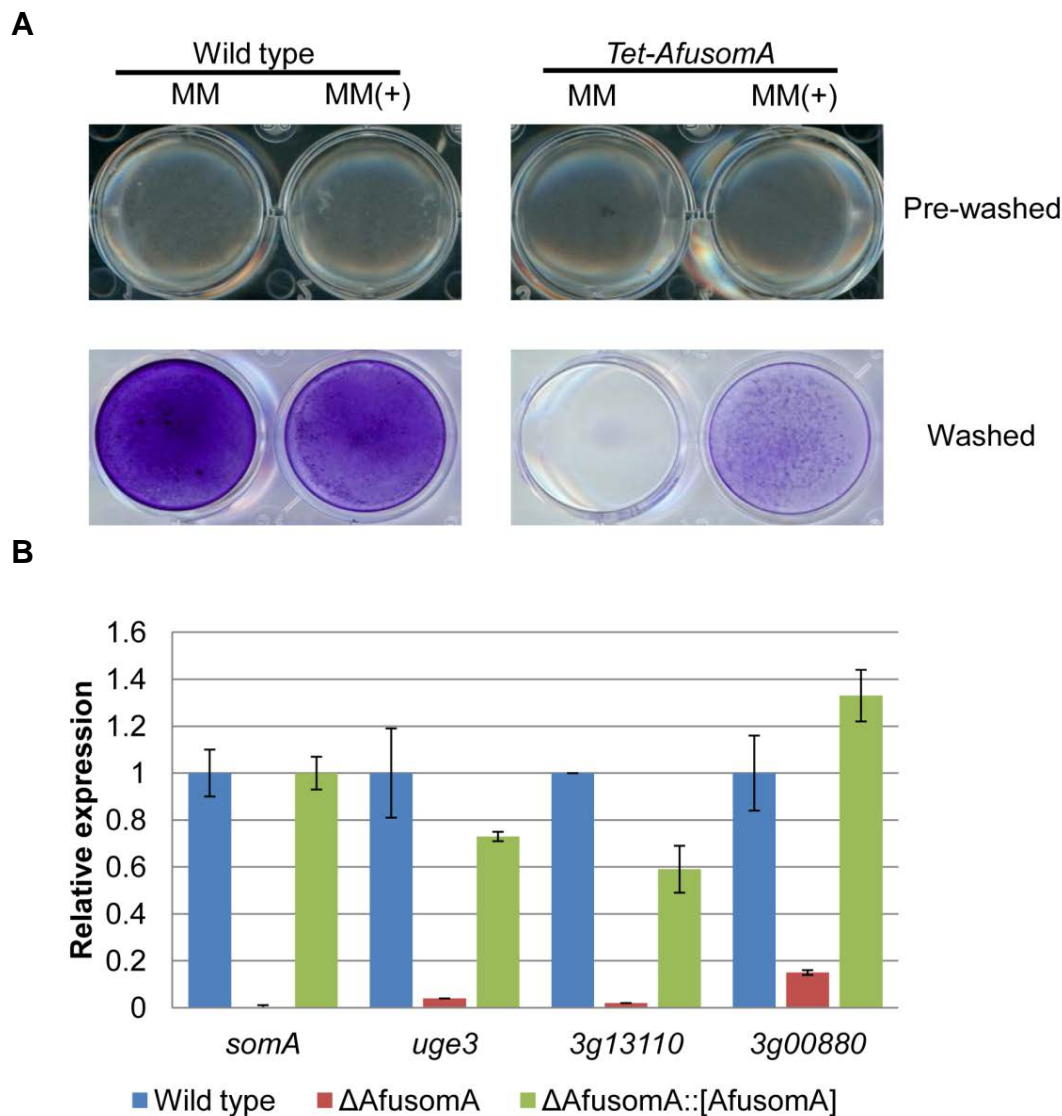 A
Wild type
Tet-AfusomA
MM
MM(+)
MM
MM(+)
Pre-washed
Washed
B
1.6
1.4
1.2
1
0.8
0.6
0.4
0.2
0
Relative expression
somA
uge3
3g13110
3g00880
Wild type
ΔAfusomA
ΔAfusomA::[AfusomA]